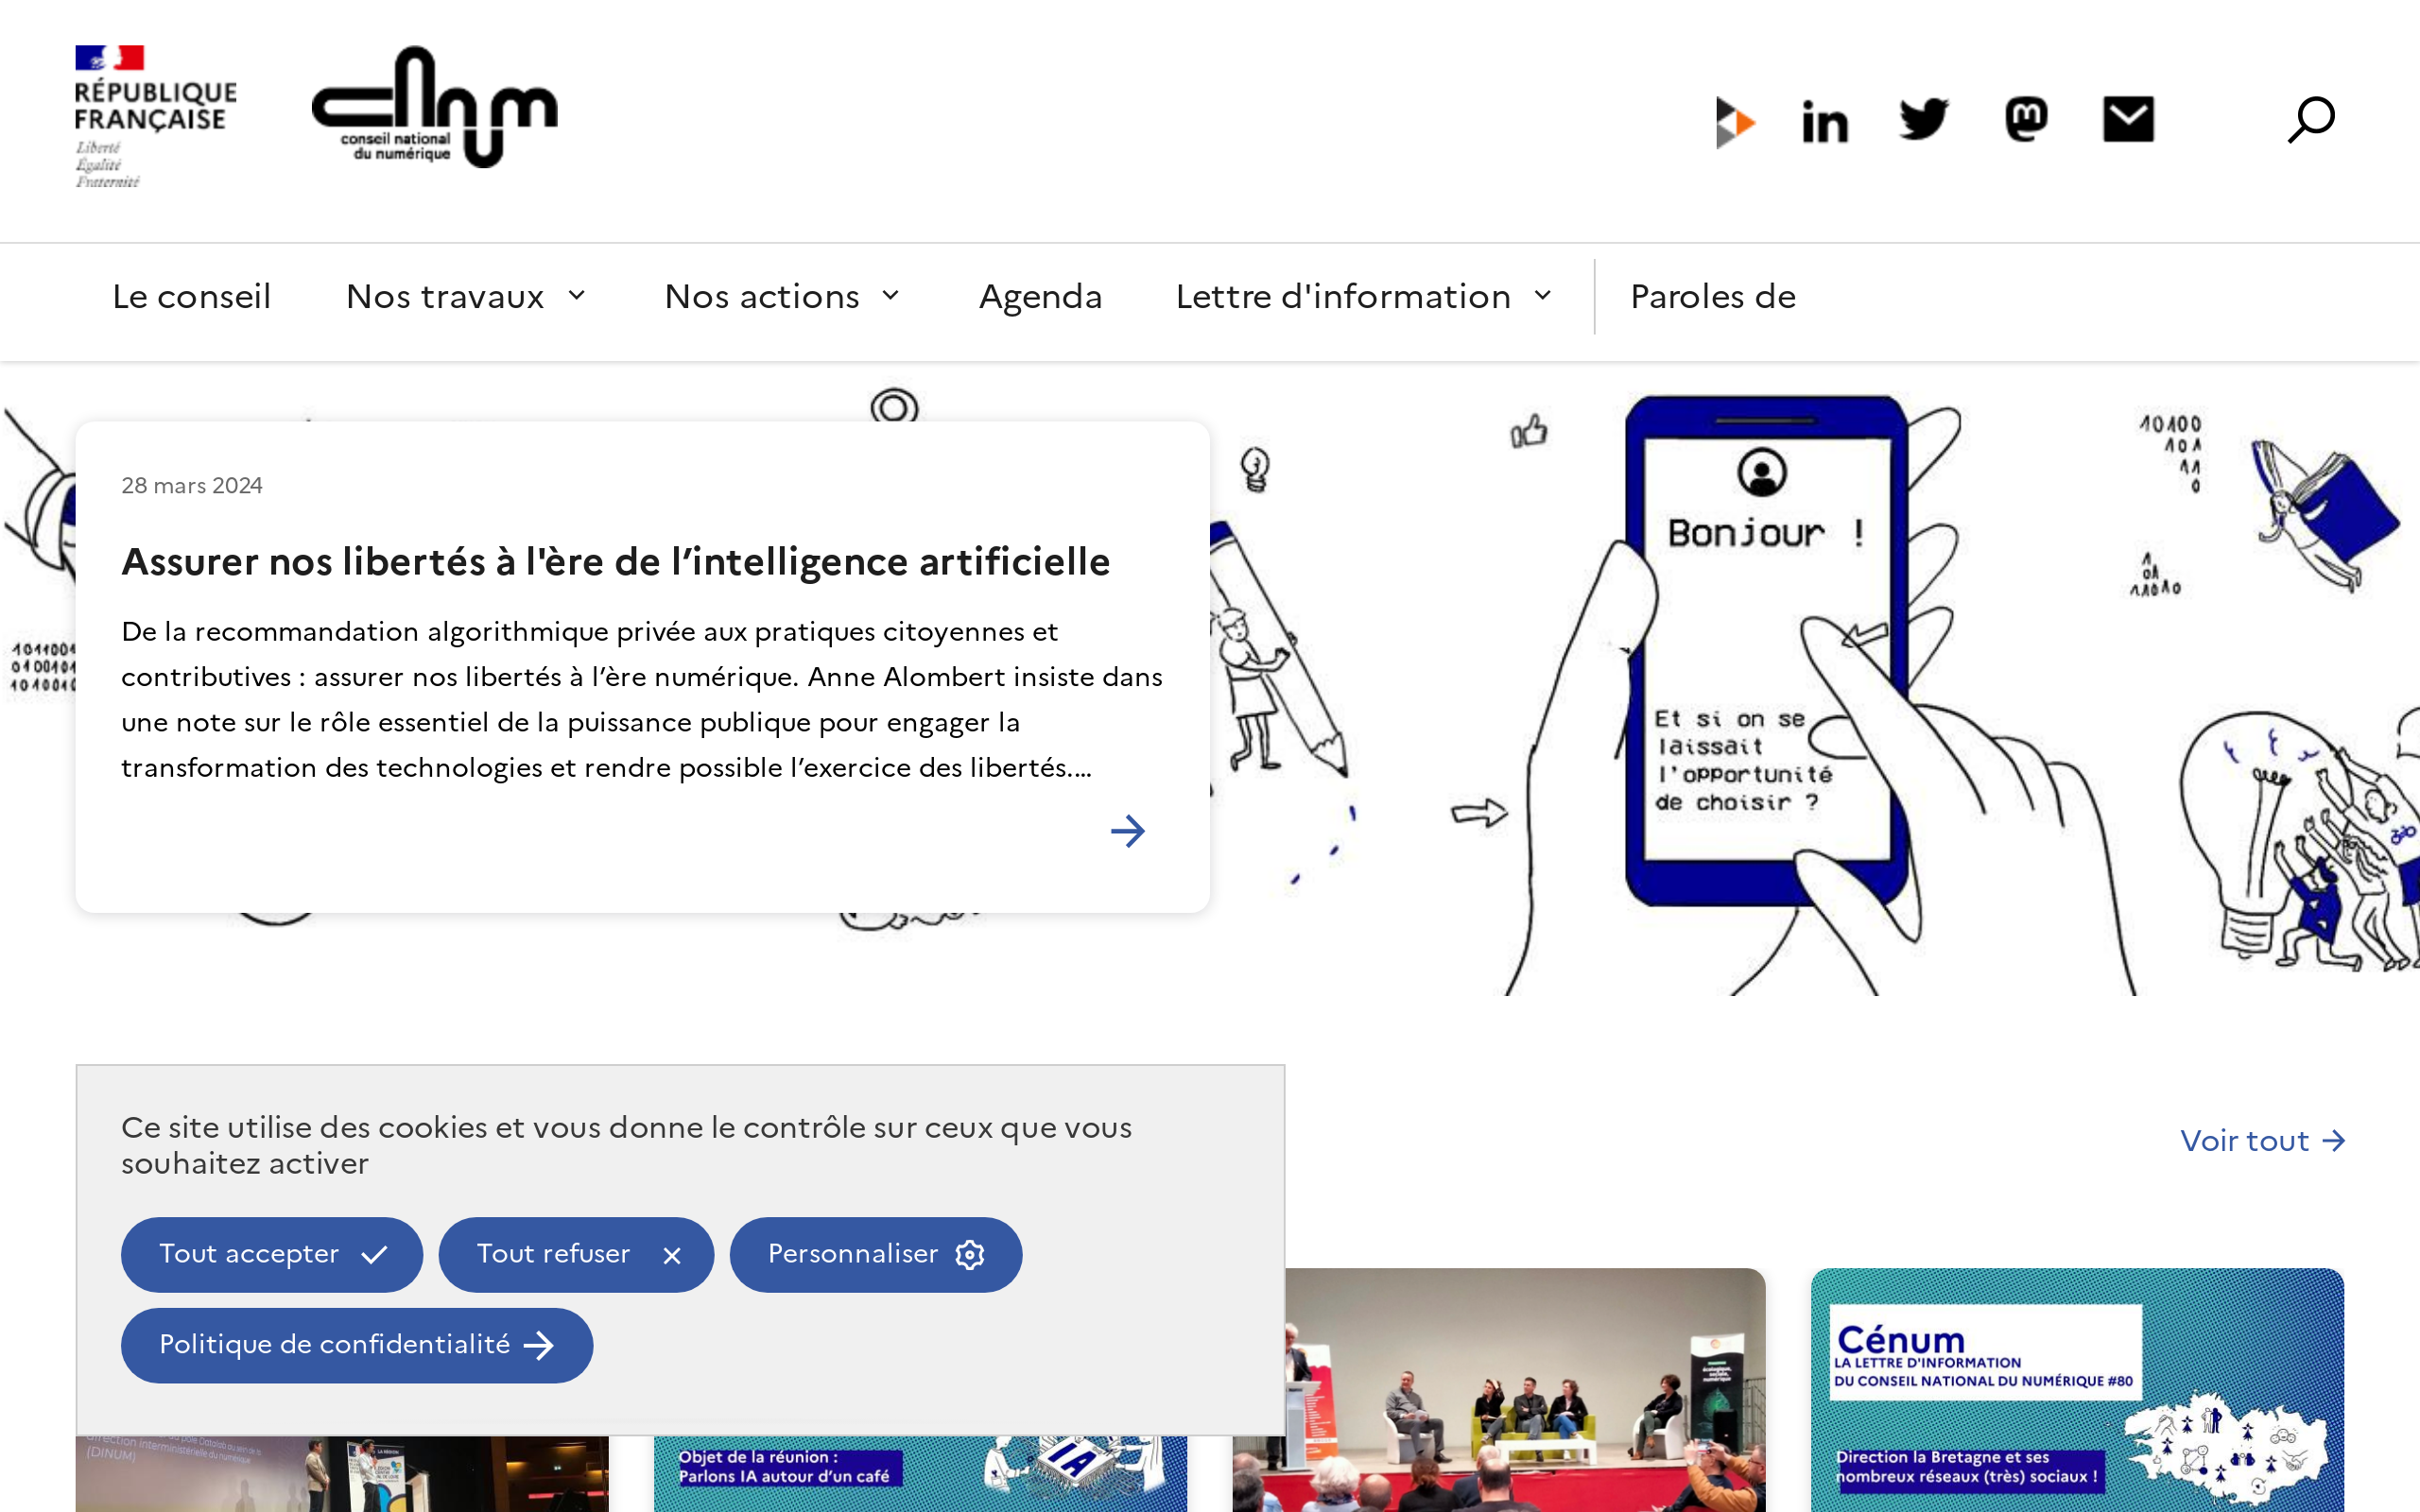 RÉPUBLIQUE
FRANÇAISE
Liberté
Égalité
Fraternité
cnnum
conseil national
du numérique
in
Le conseil
Nos travaux
Nos actions
Agenda
Lettre d'information
Paroles de
28 mars 2024
Assurer nos libertés à l'ère de l’intelligence artificielle
De la recommandation algorithmique privée aux pratiques citoyennes et
contributives : assurer nos libertés à l’ère numérique. Anne Alombert insiste dans
une note sur le rôle essentiel de la puissance publique pour engager la
transformation des technologies et rendre possible l’exercice des libertés.…
Bonjour !
Et si on se
laissait
l'opportunité
de choisir ?
10100
101
11
0
Ce site utilise des cookies et vous donne le contrôle sur ceux que vous
souhaitez activer
Tout accepter
Tout refuser
Personnaliser
Politique de confidentialité
Voir tout
(DINUM)
Objet de la réunion :
Parlons IA autour d’un café
IA
Cénum
LA LETTRE D'INFORMATION
DU CONSEIL NATIONAL DU NUMÉRIQUE #80
Direction la Bretagne et ses
nombreux réseaux (très) sociaux !